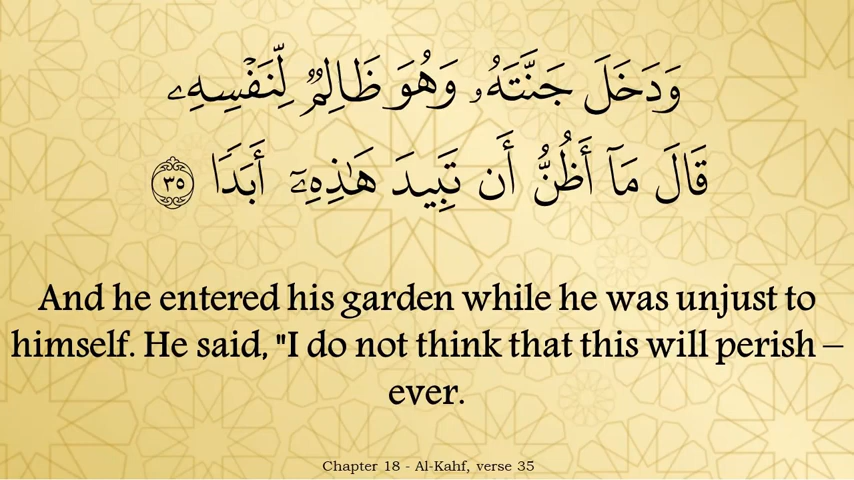 وَدَخَلَ جَنَّتَهُۥ وَهُوَ ظَالِمٌ لِّنَفْسِهِۦ
قَالَ مَآ أَظُنُّ أَن تَبِيدَ هَٰذِهِۦٓ أَبَدًا ٣٥
And he entered his garden while he was unjust to
himself. He said, "I do not think that this will perish –
ever.
Chapter 18 - Al-Kahf, verse 35